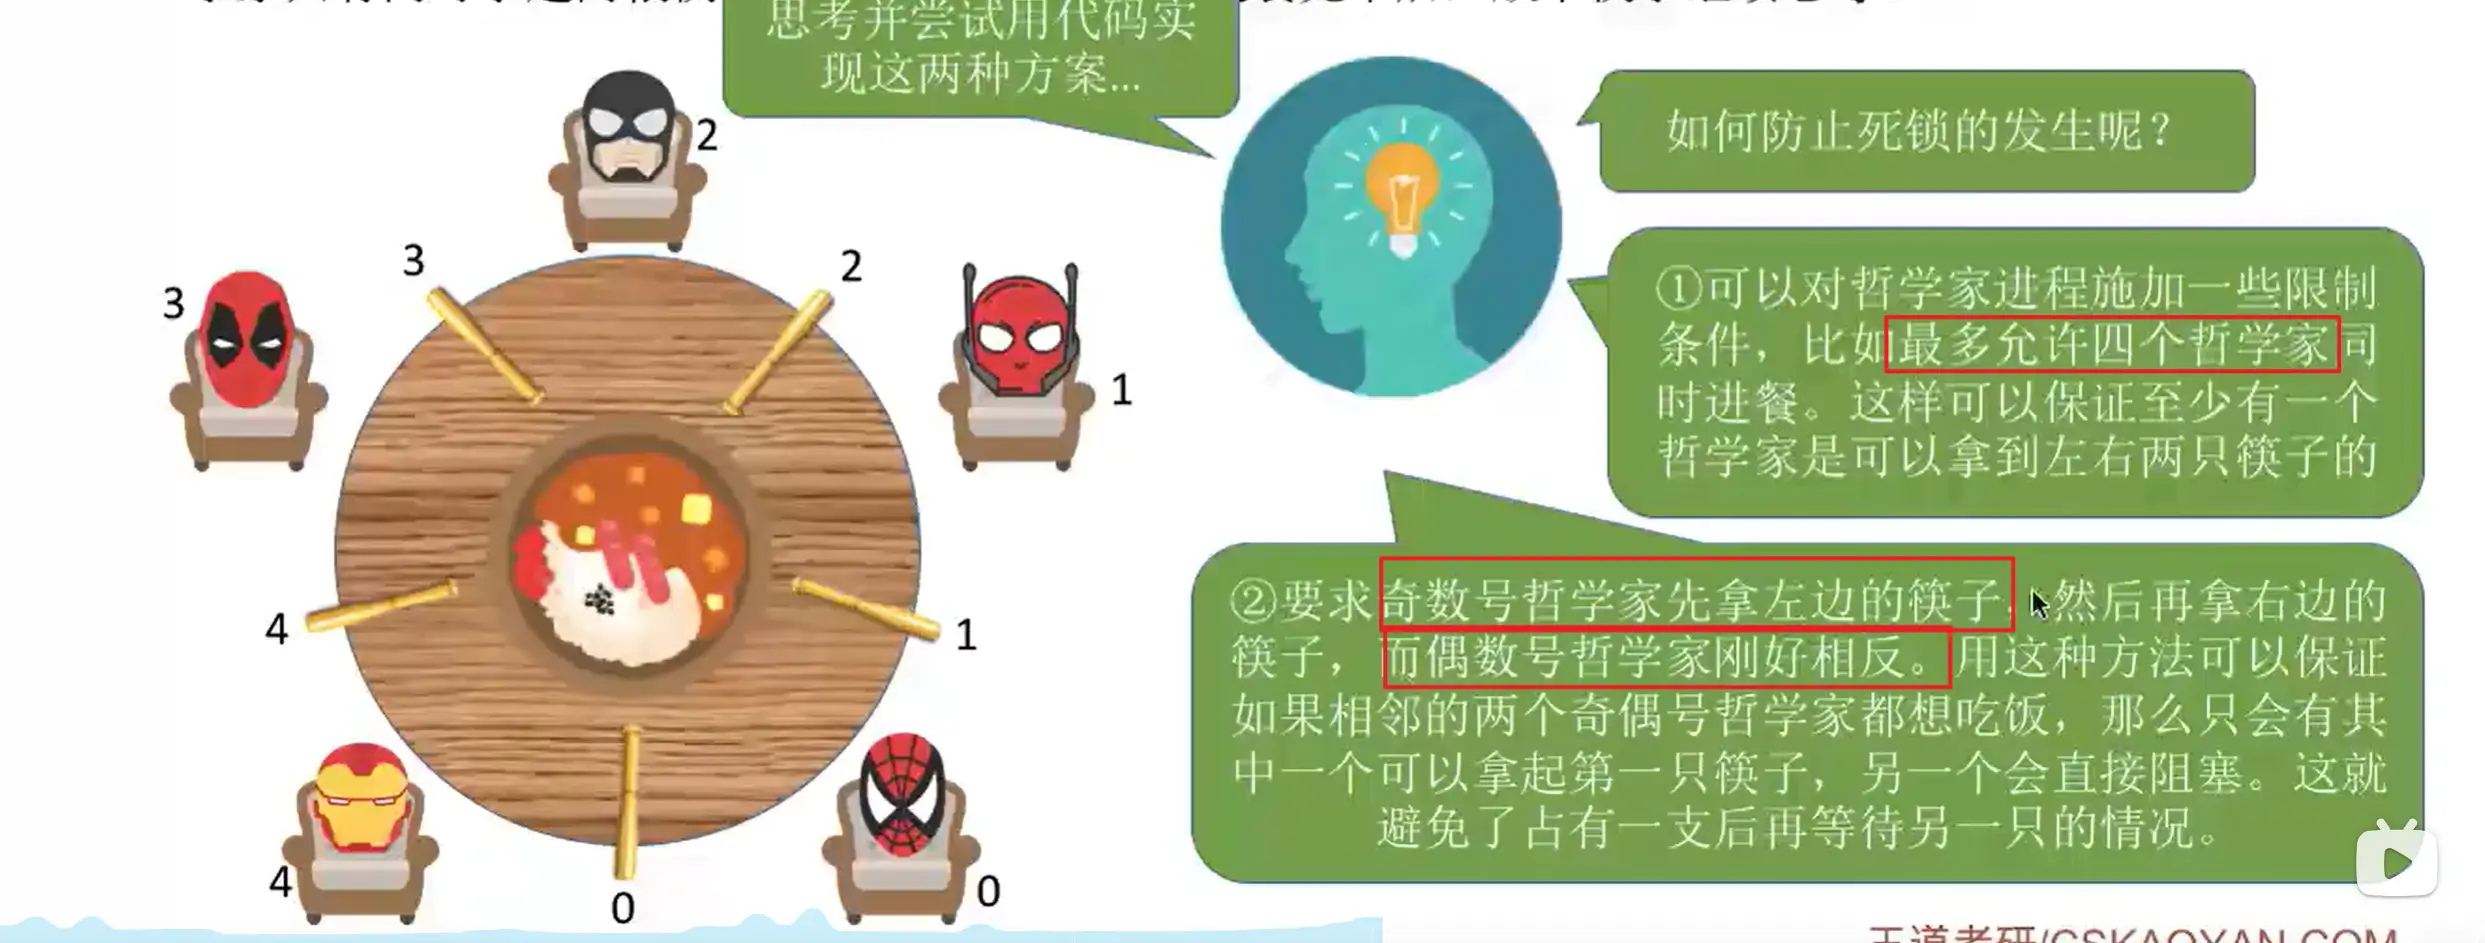 思考并尝试用代码实
现这两种方案...
如何防止死锁的发生呢？
①可以对哲学家进程施加一些限制
条件，比如最多允许四个哲学家同
时进餐。这样可以保证至少有一个
哲学家是可以拿到左右两只筷子的
②要求奇数号哲学家先拿左边的筷子，然后再拿右边的
筷子，而偶数号哲学家刚好相反。用这种方法可以保证
如果相邻的两个奇偶号哲学家都想吃饭，那么只会有其
中一个可以拿起第一只筷子，另一个会直接阻塞。这就
避免了占有一支后再等待另一只的情况。
2
3
2
3
1
4
1
4
0
0
王道考研/CSKAOYAN.COM